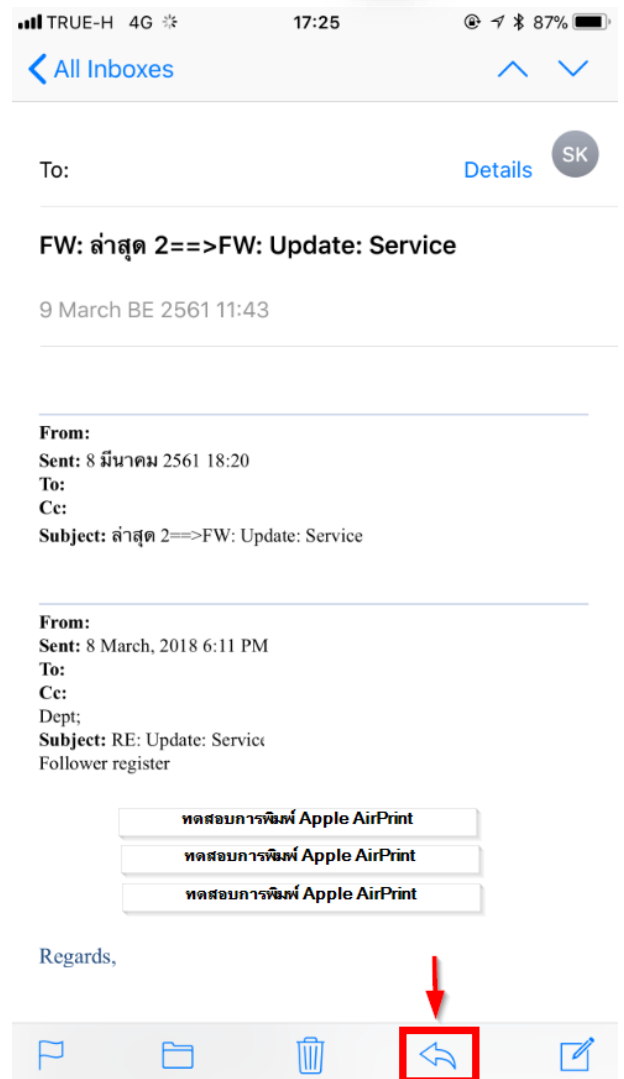 TRUE-H 4G 17:25 87%
All Inboxes
To: Details SK
FW: ล่าสุด 2==>FW: Update: Service
9 March BE 2561 11:43
From:
Sent: 8 มีนาคม 2561 18:20
To:
Cc:
Subject: ล่าสุด 2==>FW: Update: Service
From:
Sent: 8 March, 2018 6:11 PM
To:
Cc:
Dept;
Subject: RE: Update: Service
Follower register
ทดสอบการพิมพ์ Apple AirPrint
ทดสอบการพิมพ์ Apple AirPrint
ทดสอบการพิมพ์ Apple AirPrint
Regards,